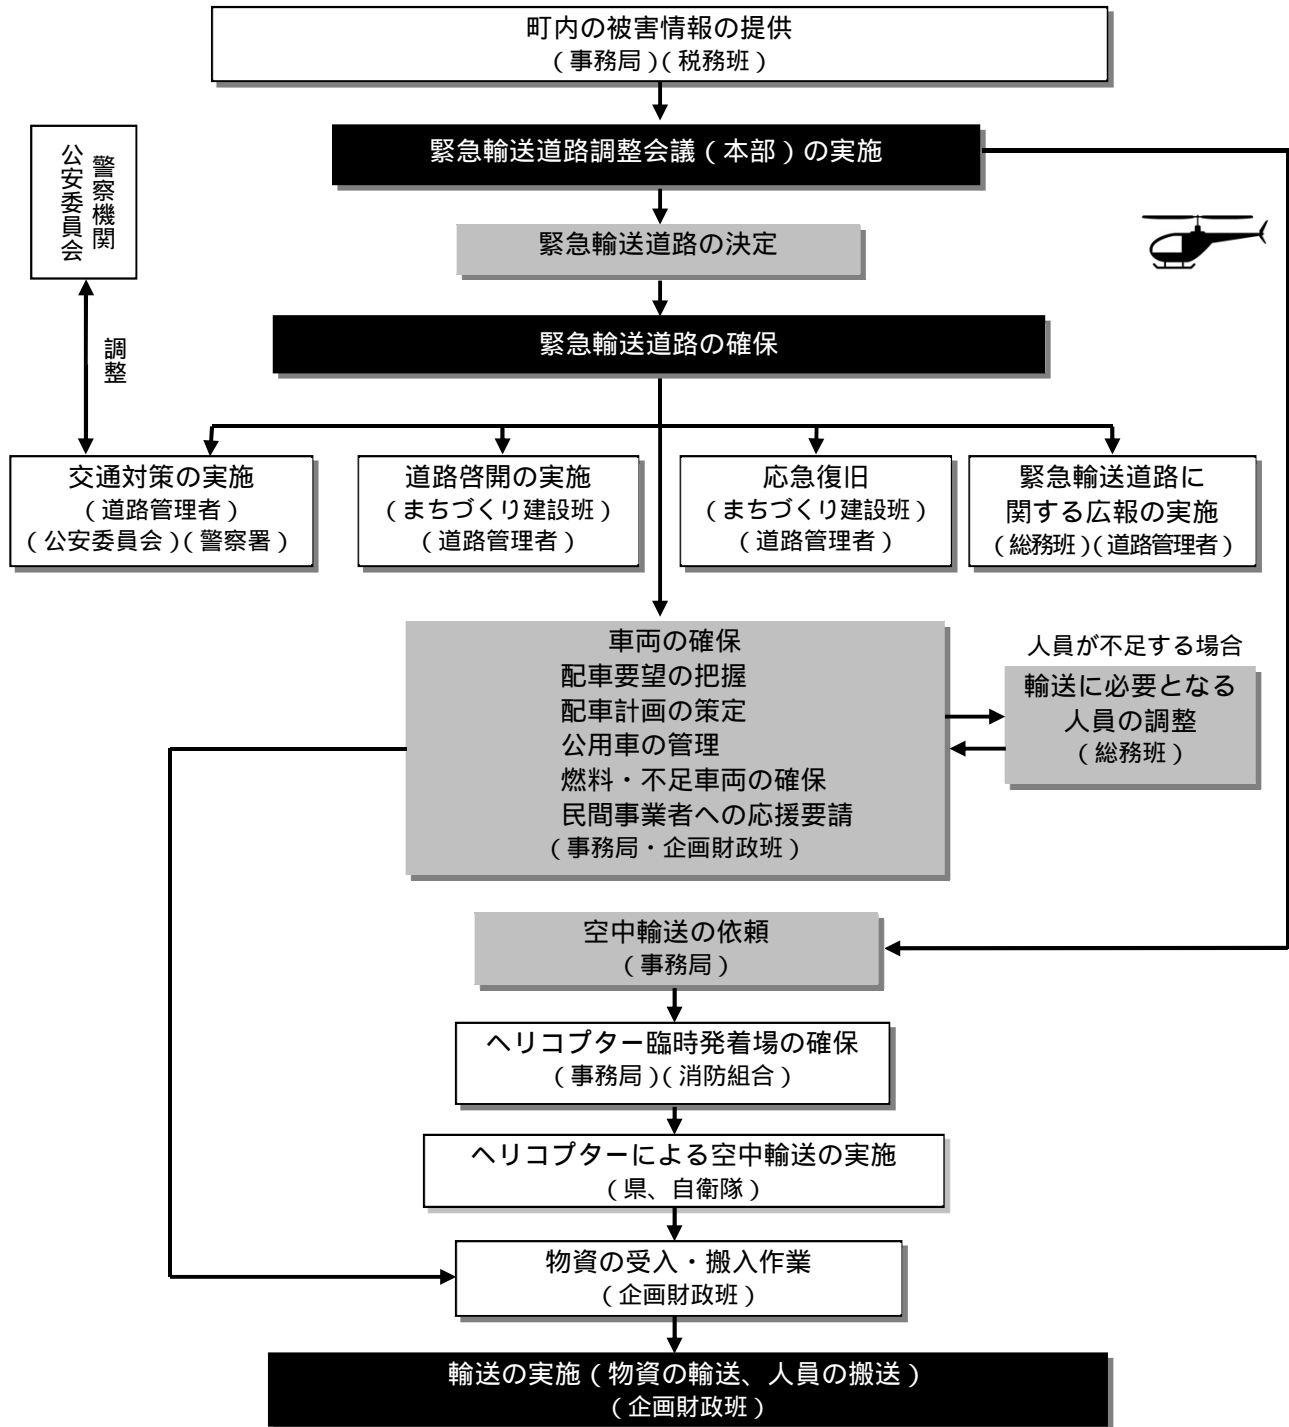 町内の被害情報の提供
（事務局）（税務班）
緊急輸送道路調整会議（本部）の実施
警察機関
公安委員会
緊急輸送道路の決定
緊急輸送道路の確保
調整
交通対策の実施
（道路管理者）
（公安委員会）（警察署）
道路啓開の実施
（まちづくり建設班）
（道路管理者）
応急復旧
（まちづくり建設班）
（道路管理者）
緊急輸送道路に
関する広報の実施
（総務班）（道路管理者）
車両の確保
配車要望の把握
配車計画の策定
公用車の管理
燃料・不足車両の確保
民間事業者への応援要請
（事務局・企画財政班）
人員が不足する場合
輸送に必要となる
人員の調整
（総務班）
空中輸送の依頼
（事務局）
ヘリコプター臨時発着場の確保
（事務局）（消防組合）
ヘリコプターによる空中輸送の実施
（県、自衛隊）
物資の受入・搬入作業
（企画財政班）
輸送の実施（物資の輸送、人員の搬送）
（企画財政班）